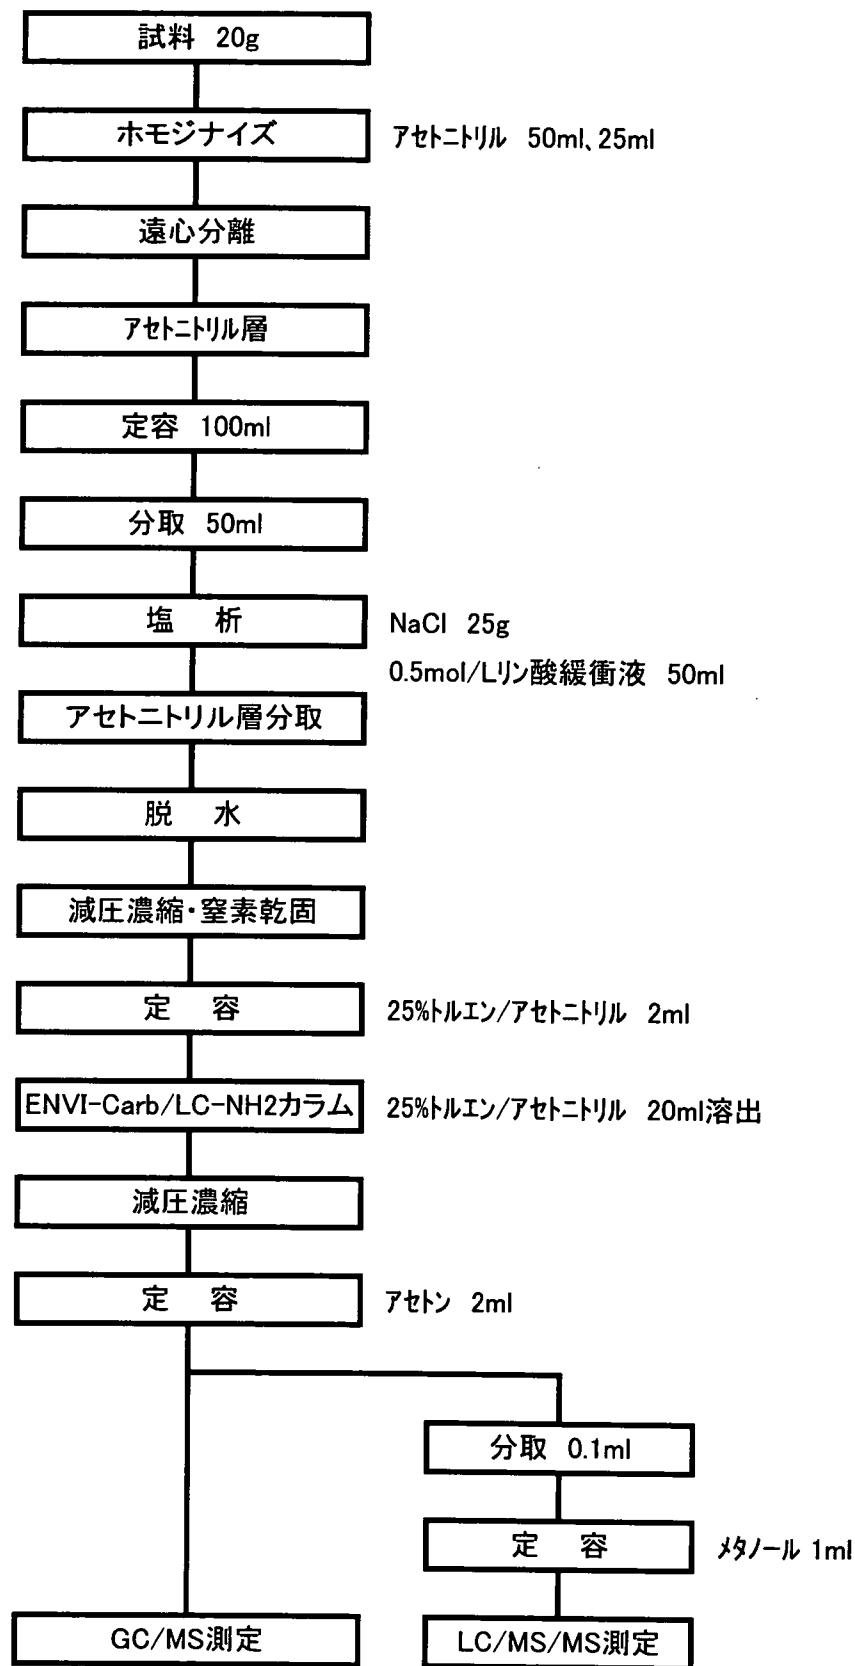 試料 20g
ホモジナイズ アセトニトリル 50ml、25ml
遠心分離
アセトニトリル層
定容 100ml
分取 50ml
塩 析 NaCl 25g
0.5mol/Lリン酸緩衝液 50ml
アセトニトリル層分取
脱 水
減圧濃縮・窒素乾固
定 容 25%トルエン/アセトニトリル 2ml
ENVI-Carb/LC-NH2カラム 25%トルエン/アセトニトリル 20ml溶出
減圧濃縮
定 容 アセトン 2ml
分取 0.1ml
定 容 メタノール 1ml
GC/MS測定 LC/MS/MS測定